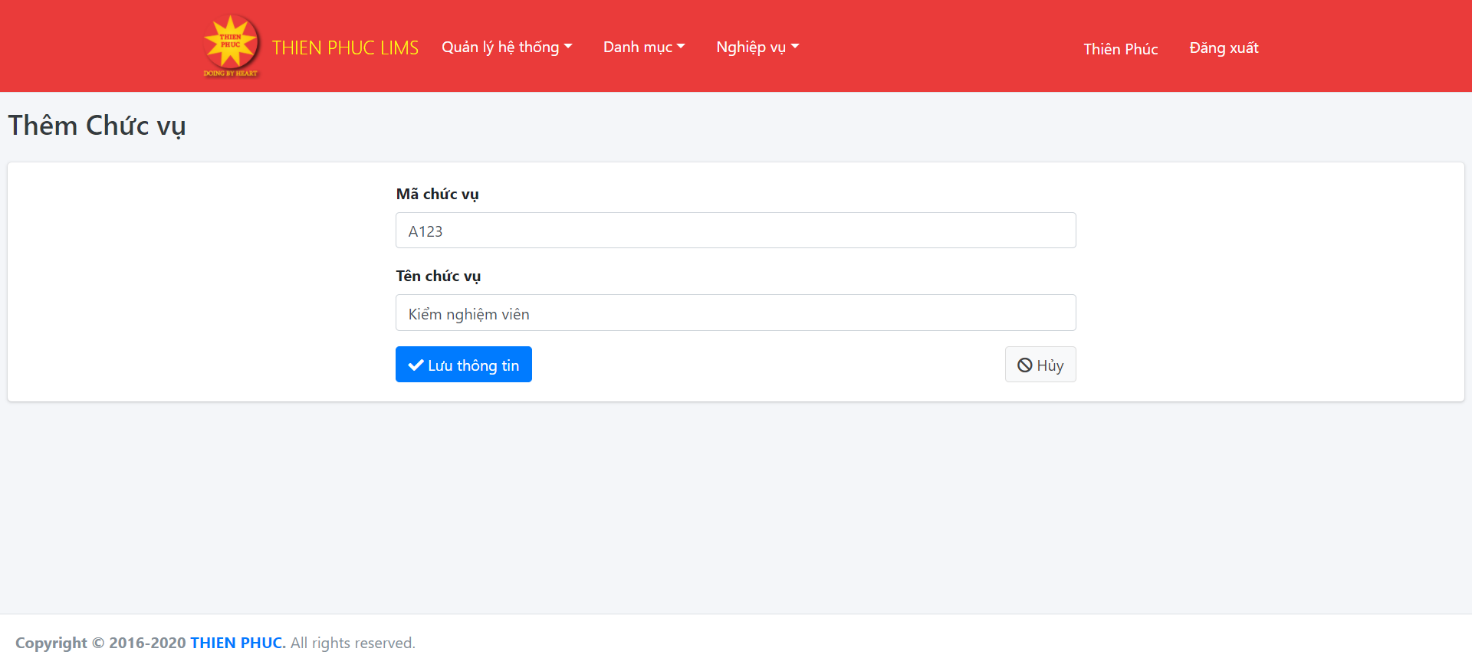 THIEN
PHUC
DOING BY HEART
THIEN PHUC LIMS Quản lý hệ thống Danh mục Nghiệp vụ Thiên Phúc Đăng xuất
Thêm Chức vụ
Mã chức vụ
A123
Tên chức vụ
Kiểm nghiệm viên
Lưu thông tin Hủy
Copyright © 2016-2020 THIEN PHUC. All rights reserved.